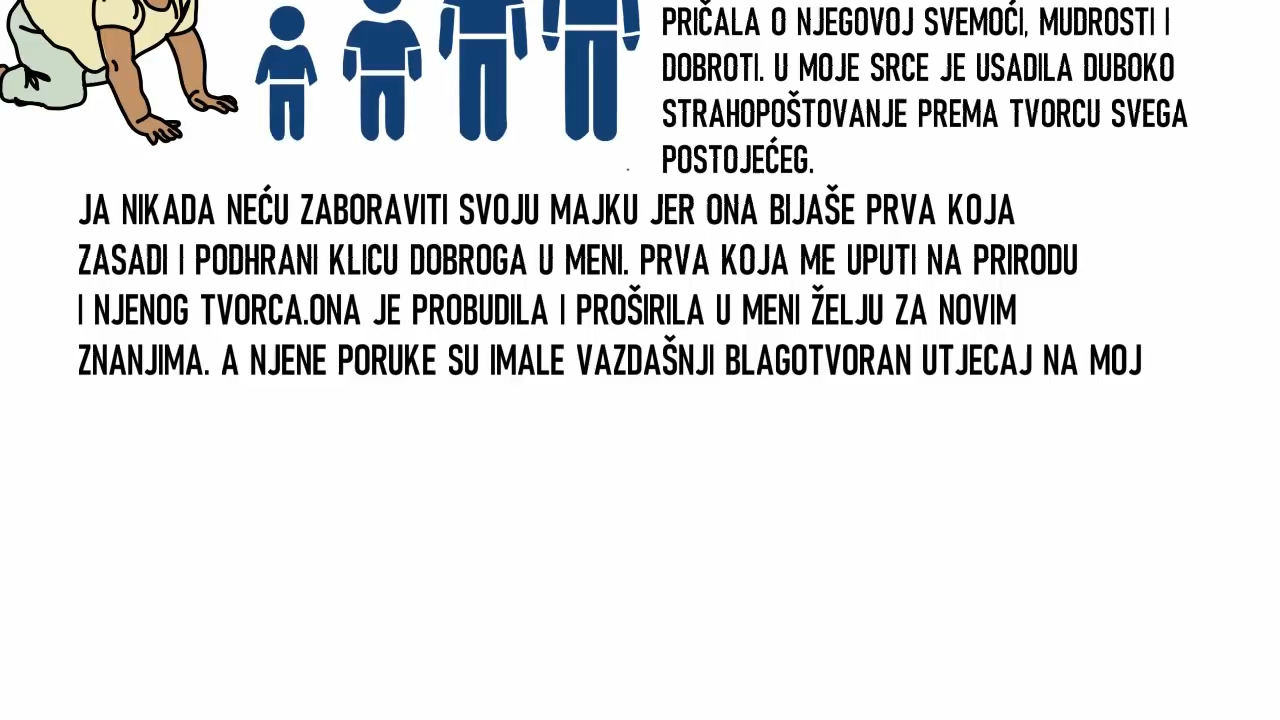 PRIČALA O NJEGOVOJ SVEMOĆI, MUDROSTI I
DOBROTI. U MOJE SRCE JE USADILA DUBOKO
STRAHOPOŠTOVANJE PREMA TVORCU SVEGA
POSTOJEĆEG.
JA NIKADA NEĆU ZABORAVITI SVOJU MAJKU JER ONA BIJAŠE PRVA KOJA
ZASADI I PODHRANI KLICU DOBROGA U MENI. PRVA KOJA ME UPUTI NA PRIRODU
I NJENOG TVORCA.ONA JE PROBUDILA I PROŠIRILA U MENI ŽELJU ZA NOVIM
ZNANJIMA. A NJENE PORUKE SU IMALE VAZDAŠNJI BLAGOTVORAN UTJECAJ NA MOJ